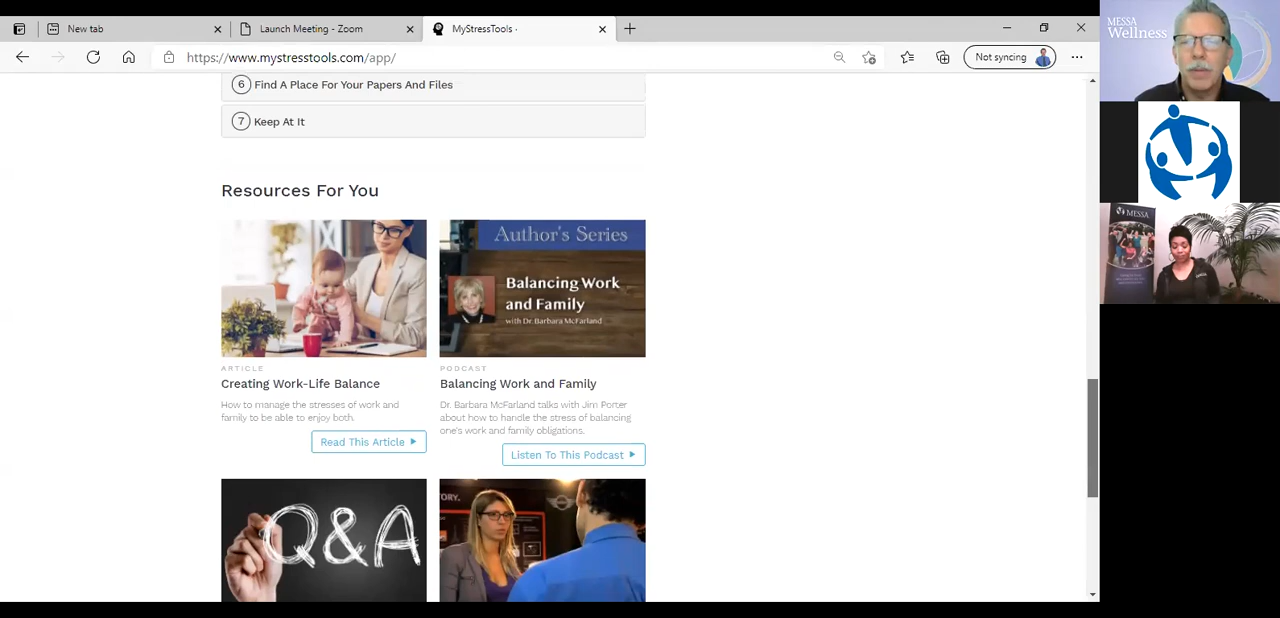 New tab
Launch Meeting - Zoom
MyStressTools -
https://www.mystresstools.com/app/
Not syncing
6 Find A Place For Your Papers And Files
7 Keep At It
Resources For You
Author's Series
Balancing Work
and Family
with Dr. Barbara McFarland
ARTICLE
Creating Work-Life Balance
How to manage the stresses of work and
family to be able to enjoy both.
Read This Article
PODCAST
Balancing Work and Family
Dr. Barbara McFarland talks with Jim Porter
about how to handle the stress of balancing
one's work and family obligations.
Listen To This Podcast
Q&A
ORY.
MESSA
Wellness
MESSA